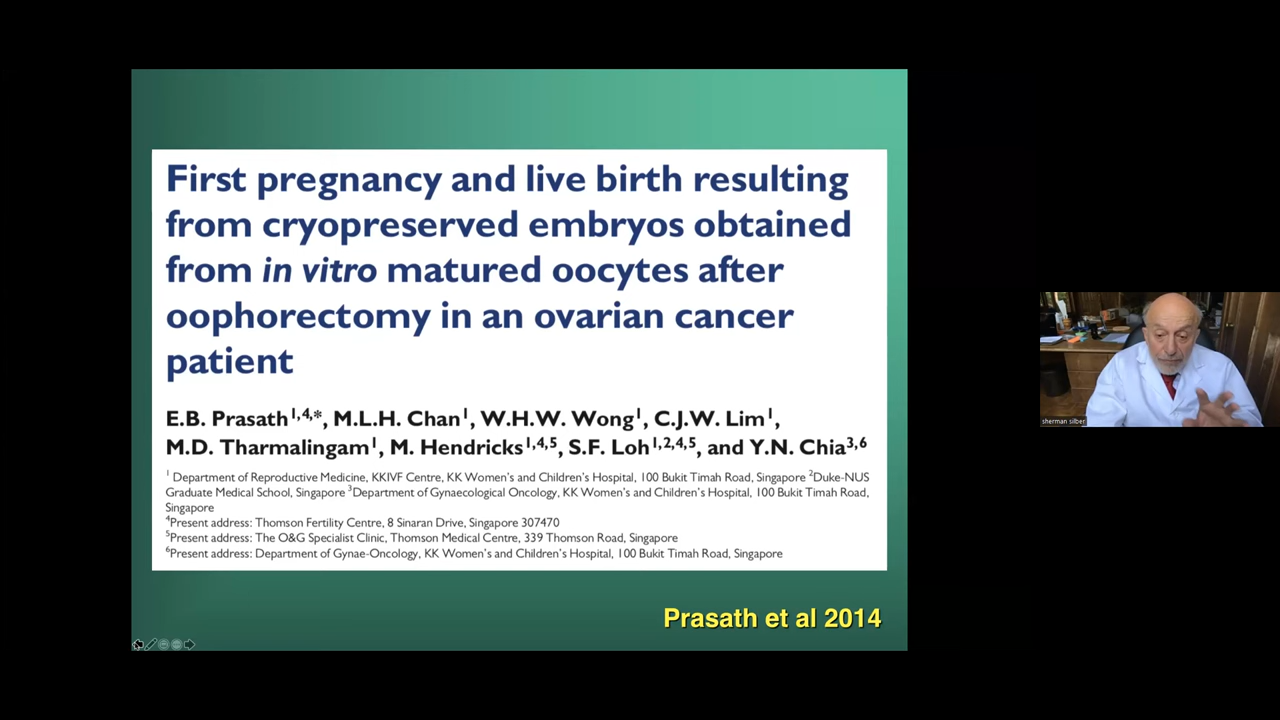 First pregnancy and live birth resulting
from cryopreserved embryos obtained
from in vitro matured oocytes after
oophorectomy in an ovarian cancer
patient
E.B. Prasath1,4,*, M.L.H. Chan1, W.H.W. Wong1, C.J.W. Lim1,
M.D. Tharmalingam1, M. Hendricks1,4,5, S.F. Loh1,2,4,5, and Y.N. Chia3,6
1 Department of Reproductive Medicine, KKIVF Centre, KK Women's and Children's Hospital, 100 Bukit Timah Road, Singapore 2Duke-NUS
Graduate Medical School, Singapore 3Department of Gynaecological Oncology, KK Women's and Children's Hospital, 100 Bukit Timah Road,
Singapore
4Present address: Thomson Fertility Centre, 8 Sinaran Drive, Singapore 307470
5Present address: The O&G Specialist Clinic, Thomson Medical Centre, 339 Thomson Road, Singapore
6Present address: Department of Gynae-Oncology, KK Women's and Children's Hospital, 100 Bukit Timah Road, Singapore
Prasath et al 2014
sherman silber